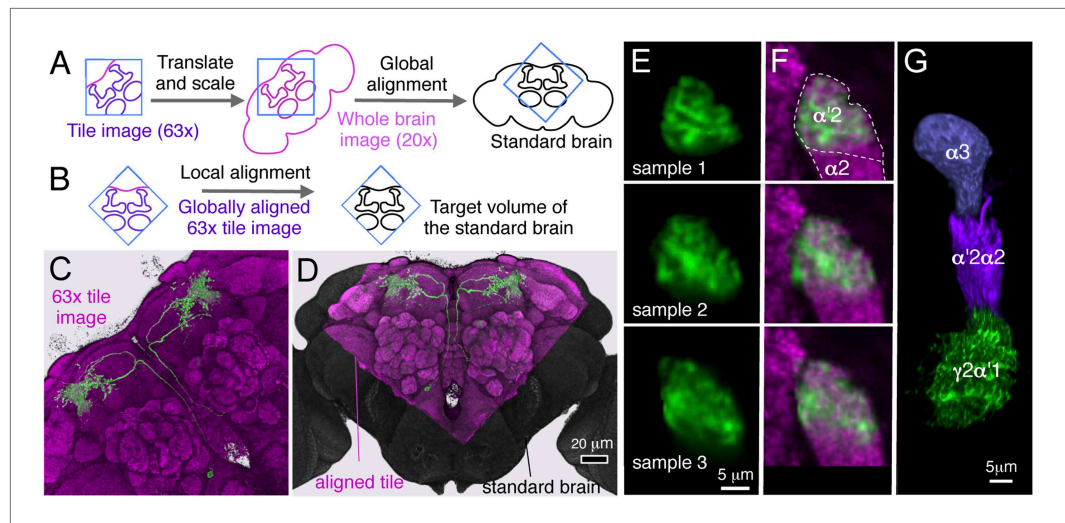 A
Translate
and scale
Global
alignment
Tile image (63x)
Whole brain
image (20x)
Standard brain
B
Local alignment
Globally aligned
63x tile image
Target volume of
the standard brain
C
63x tile
image
D
20 μm
aligned tile
standard brain
E
sample 1
sample 2
sample 3
5 μm
F
α'2
α2
G
α3
α'2α2
γ2α'1
5μm